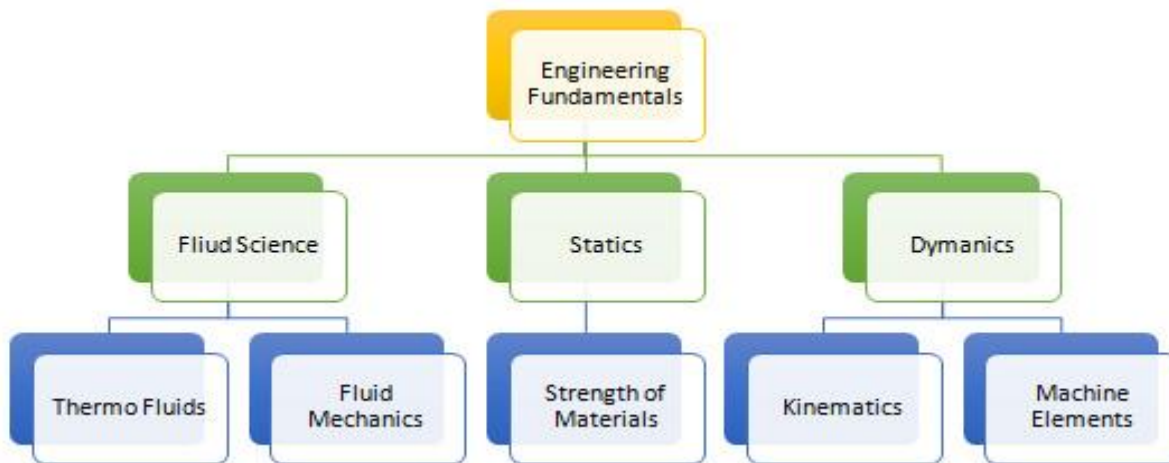 Engineering
Fundamentals
Fliud Science
Statics
Dymanics
Thermo Fluids
Fluid
Mechanics
Strength of
Materials
Kinematics
Machine
Elements